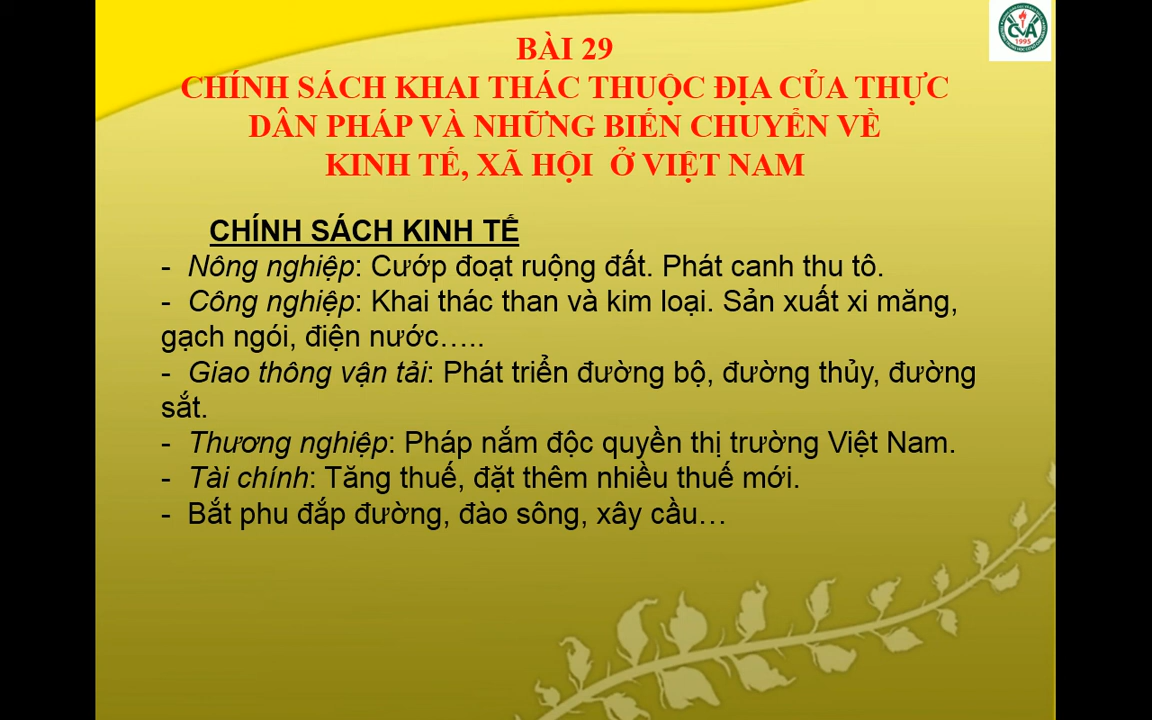 BÀI 29
CHÍNH SÁCH KHAI THÁC THUỘC ĐỊA CỦA THỰC
DÂN PHÁP VÀ NHỮNG BIẾN CHUYỂN VỀ
KINH TẾ, XÃ HỘI Ở VIỆT NAM
CVA
1995
CHÍNH SÁCH KINH TẾ
- Nông nghiệp: Cướp đoạt ruộng đất. Phát canh thu tô.
- Công nghiệp: Khai thác than và kim loại. Sản xuất xi măng,
gạch ngói, điện nước…..
- Giao thông vận tải: Phát triển đường bộ, đường thủy, đường
sắt.
- Thương nghiệp: Pháp nắm độc quyền thị trường Việt Nam.
- Tài chính: Tăng thuế, đặt thêm nhiều thuế mới.
- Bắt phu đắp đường, đào sông, xây cầu…